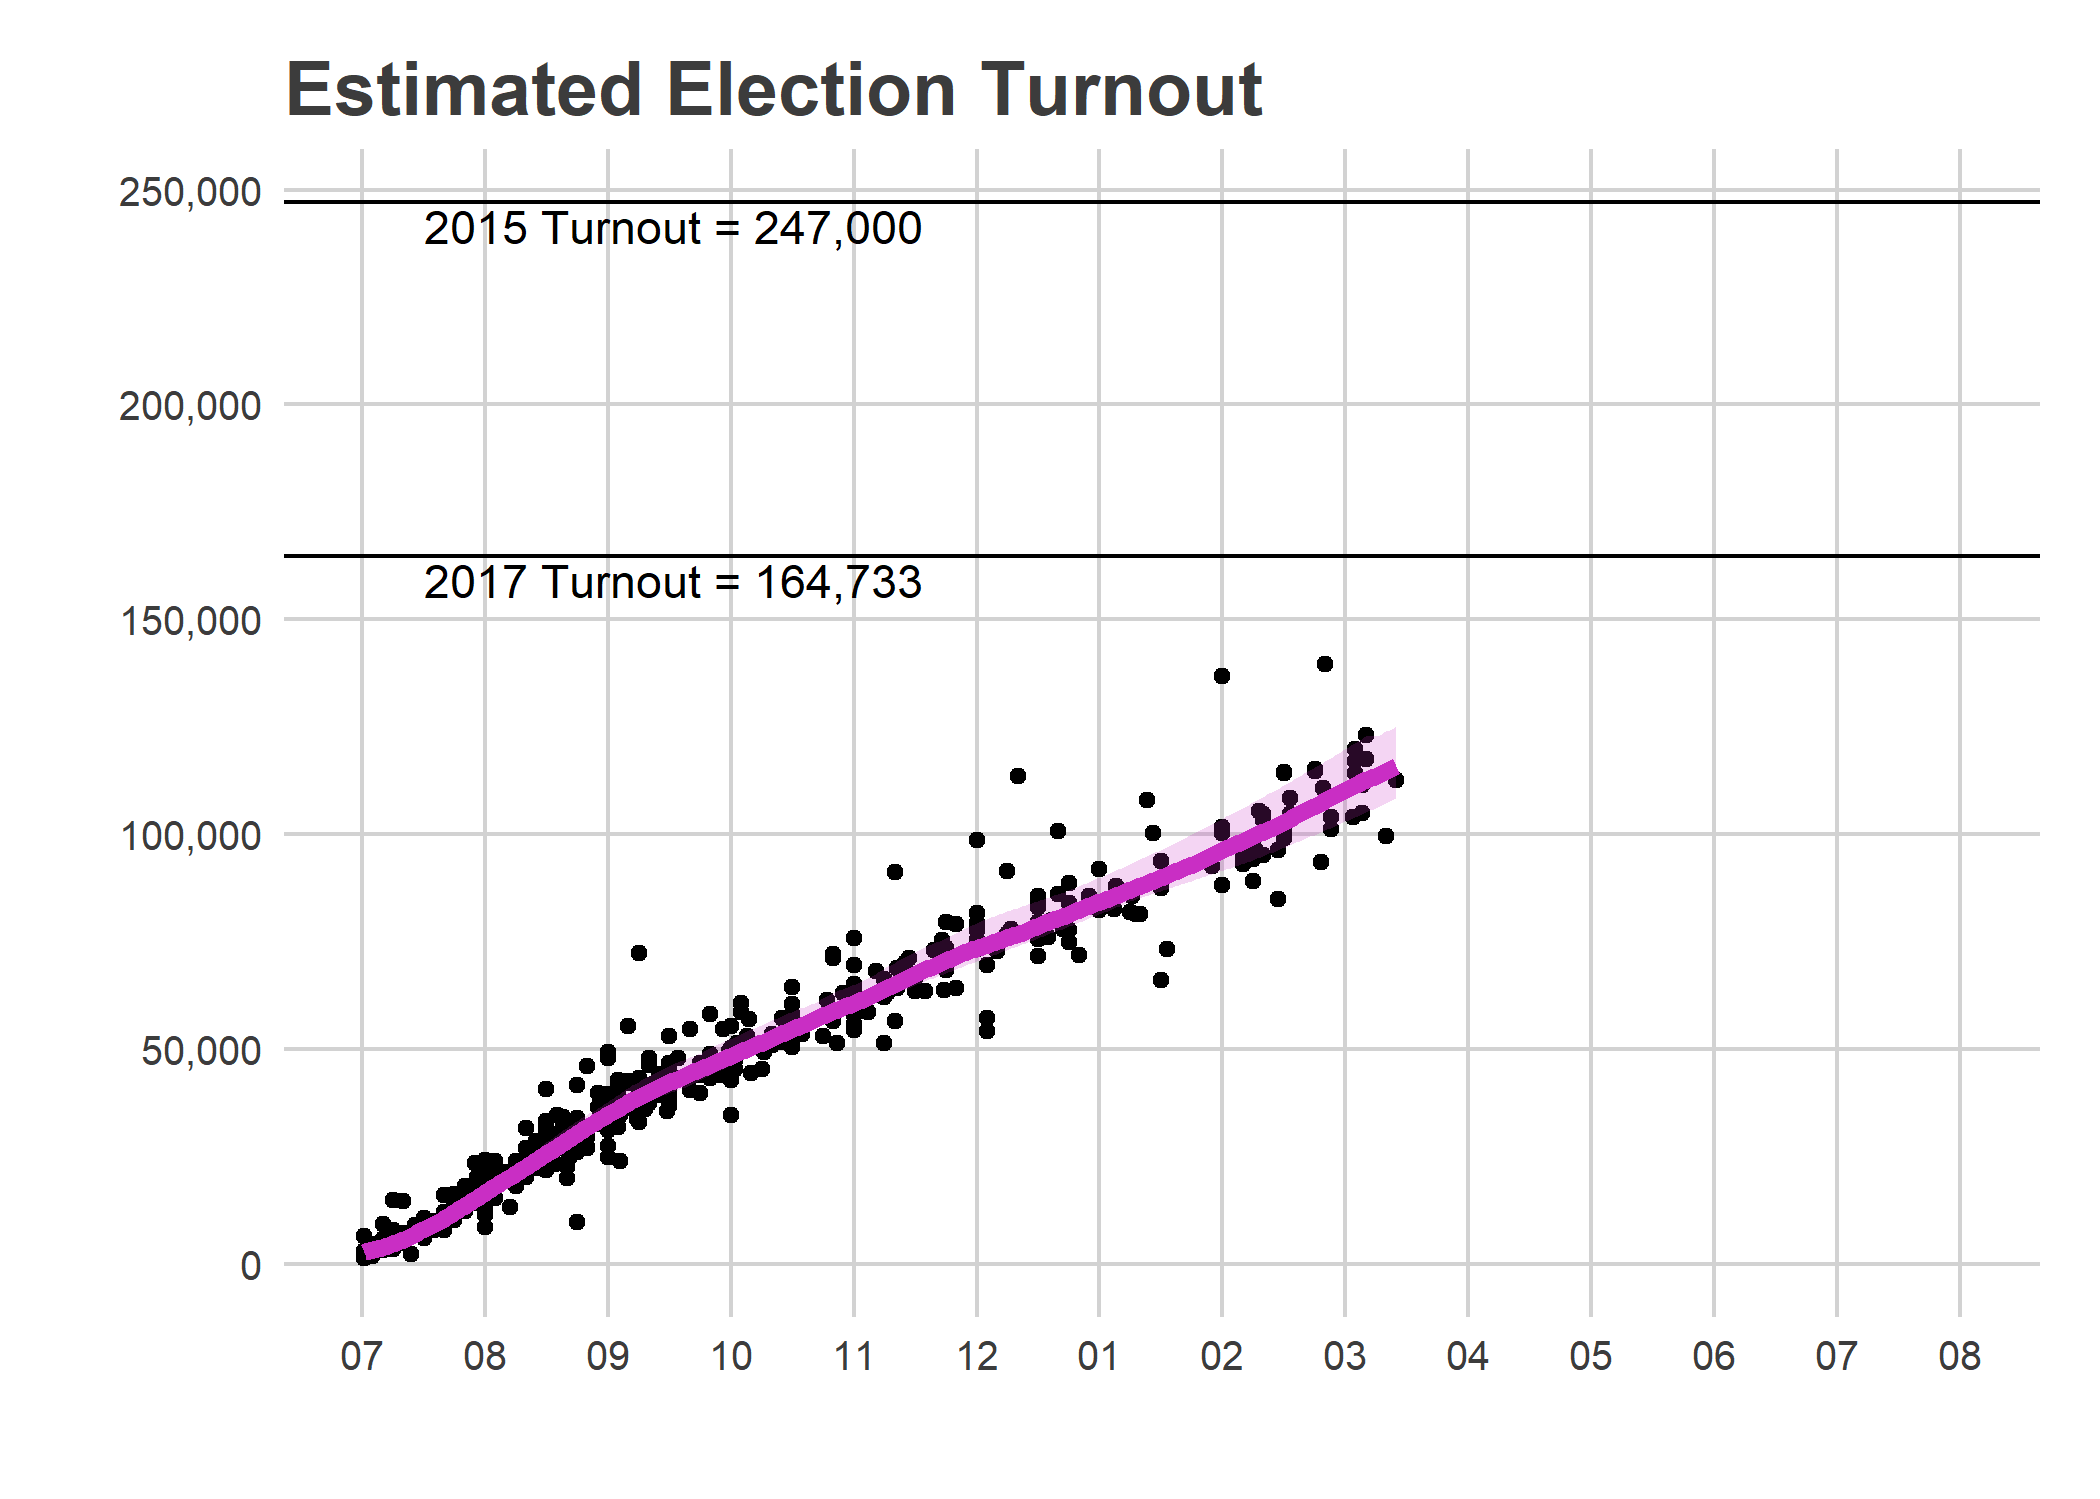 Estimated Election Turnout
250,000
2015 Turnout = 247,000
200,000
2017 Turnout = 164,733
150,000
100,000
50,000
0
07 08 09 10 11 12 01 02 03 04 05 06 07 08